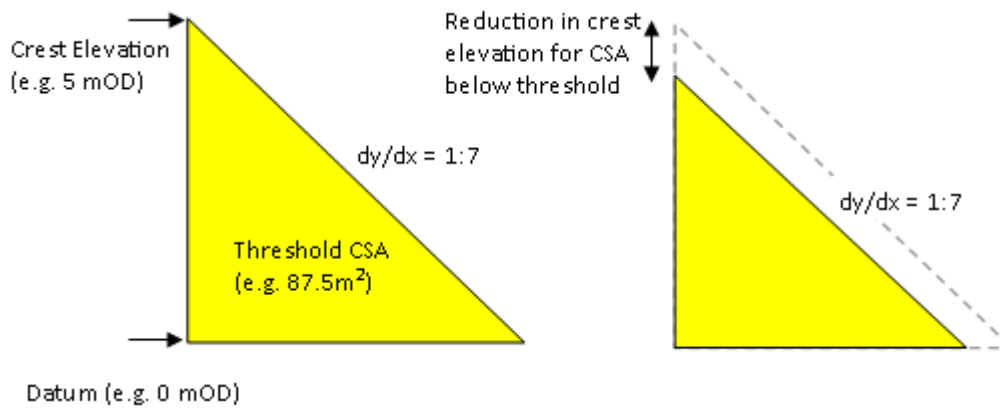 Crest Elevation
(e.g. 5 mOD)
dy/dx = 1:7
Threshold CSA
(e.g. 87.5m²)
Datum (e.g. 0 mOD)
Reduction in crest
elevation for CSA
below threshold
dy/dx = 1:7